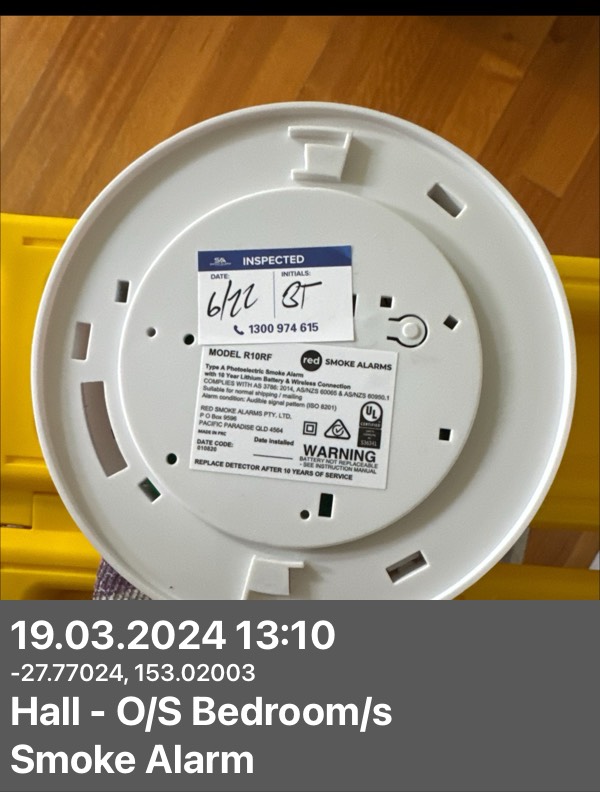 INSPECTED
DATE: INITIALS:
6/22 BT
1300 974 615
MODEL R10RF
red SMOKE ALARMS
Type A Photoelectric Smoke Alarm
with 10 Year Lithium Battery & Wireless Connection
COMPLIES WITH AS 3786: 2014, AS/NZS 60065 & AS/NZS 60950.1
Suitable for normal shipping / mailing
Alarm condition: Audible signal pattern (ISO 8201)
RED SMOKE ALARMS PTY. LTD.
P O Box 9596
PACIFIC PARADISE QLD 4564
MADE IN PRC
UL
DATE CODE:
010820
Date installed
WARNING
BATTERY NOT REPLACEABLE
- SEE INSTRUCTION MANUAL
REPLACE DETECTOR AFTER 10 YEARS OF SERVICE
19.03.2024 13:10
-27.77024, 153.02003
Hall - O/S Bedroom/s
Smoke Alarm